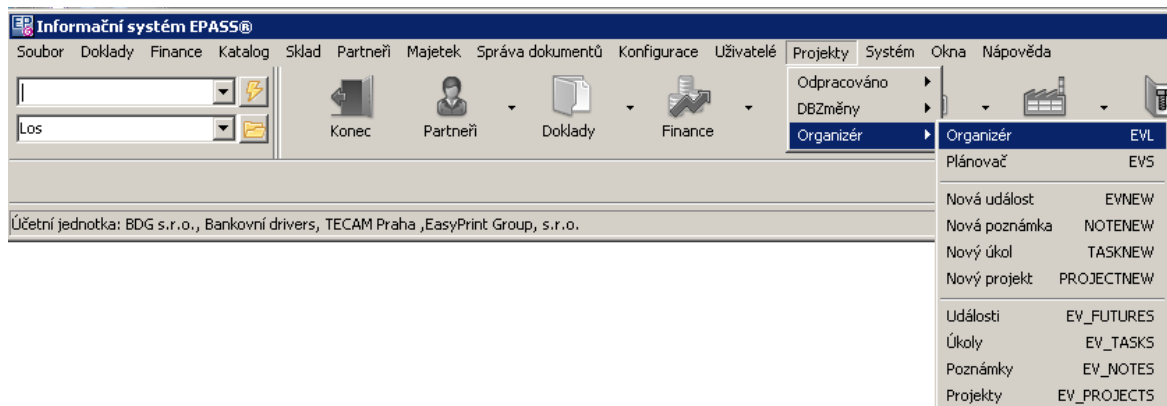 Informační systém EPASS®
Soubor Doklady Finance Katalog Sklad Partneři Majetek Správa dokumentů Konfigurace Uživatelé Projekty Systém Okna Nápověda
Los
Konec Partneři Doklady Finance
Odpracováno
DBZměny
Organizér
Organizér EVL
Plánovač EVS
Nová událost EVNEW
Nová poznámka NOTENEW
Nový úkol TASKNEW
Nový projekt PROJECTNEW
Události EV_FUTURES
Úkoly EV_TASKS
Poznámky EV_NOTES
Projekty EV_PROJECTS
Účetní jednotka: BDG s.r.o., Bankovní drivers, TECAM Praha ,EasyPrint Group, s.r.o.